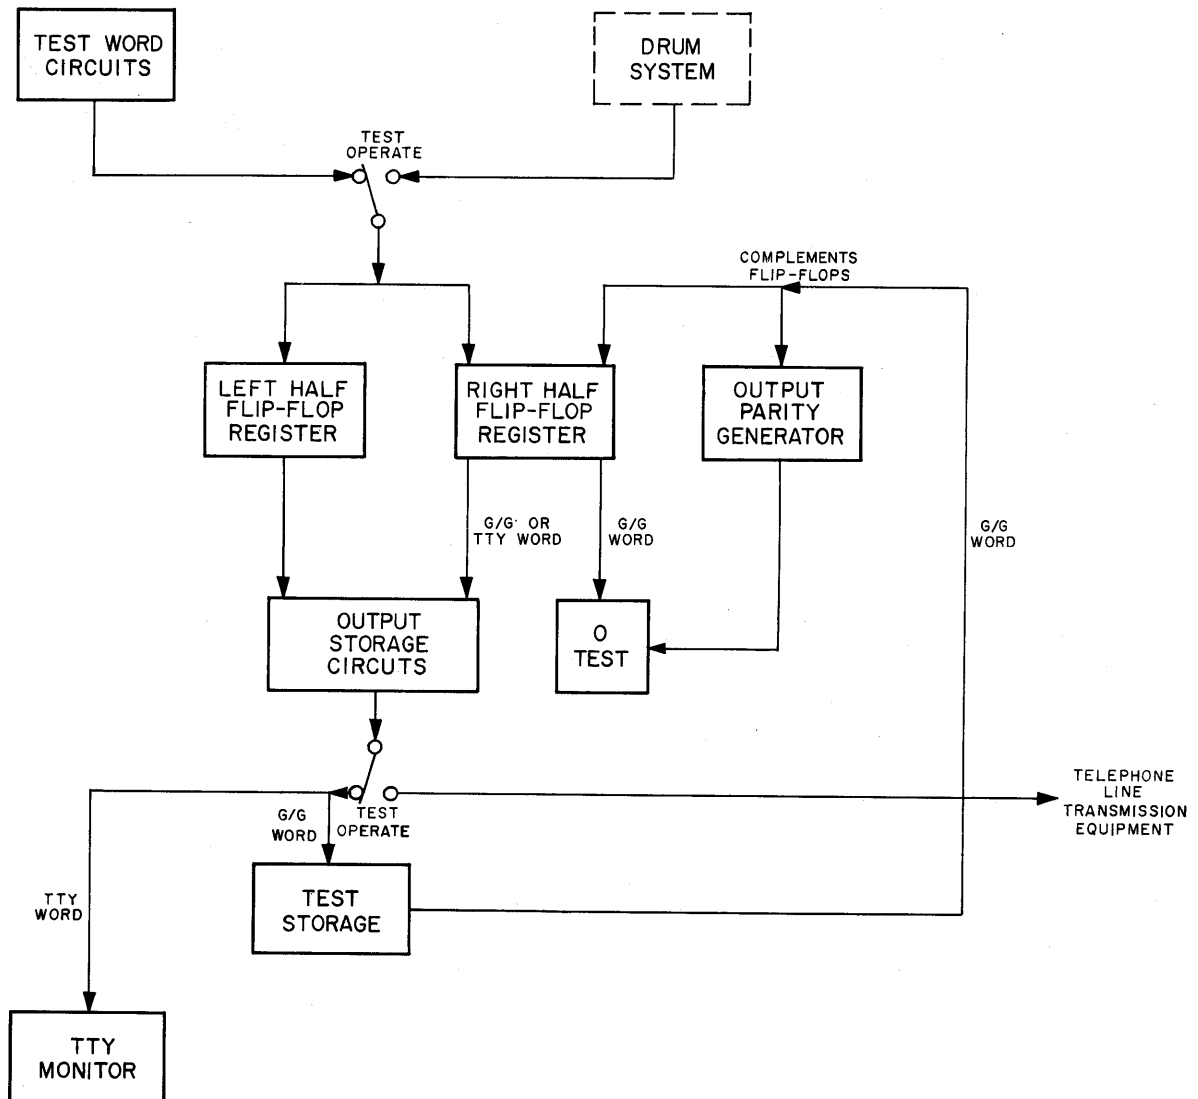 TEST WORD
CIRCUITS
DRUM
SYSTEM
TEST
OPERATE
COMPLEMENTS
FLIP-FLOPS
LEFT HALF
FLIP-FLOP
REGISTER
RIGHT HALF
FLIP-FLOP
REGISTER
OUTPUT
PARITY
GENERATOR
G/G OR
TTY WORD
G/G
WORD
G/G
WORD
OUTPUT
STORAGE
CIRCUTS
O
TEST
TEST
OPERATE
G/G
WORD
TELEPHONE
LINE
TRANSMISSION
EQUIPMENT
TTY
WORD
TEST
STORAGE
TTY
MONITOR